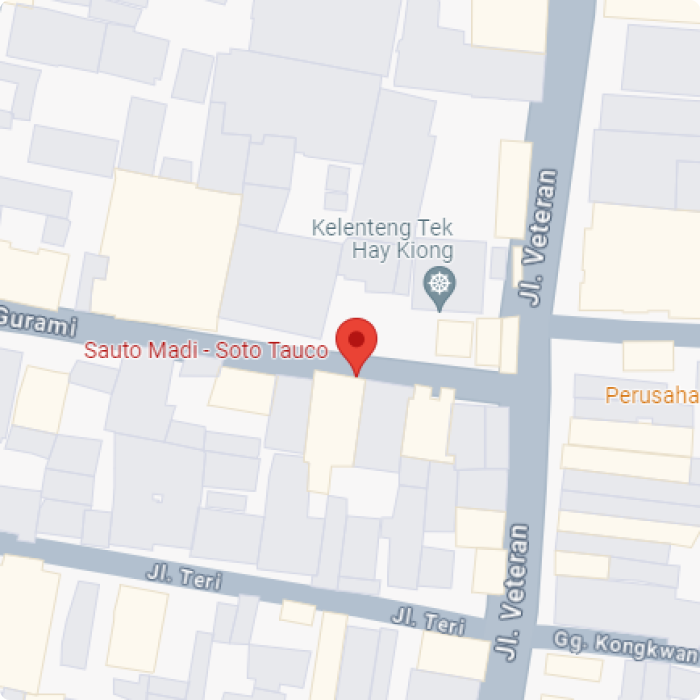 Jl. Veteran
Kelenteng Tek
Hay Kiong
Gurami
Sauto Madi - Soto Tauco
Perusaha
Jl. Teri
Jl. Teri
Jl. Veteran
Gg. Kongkwan